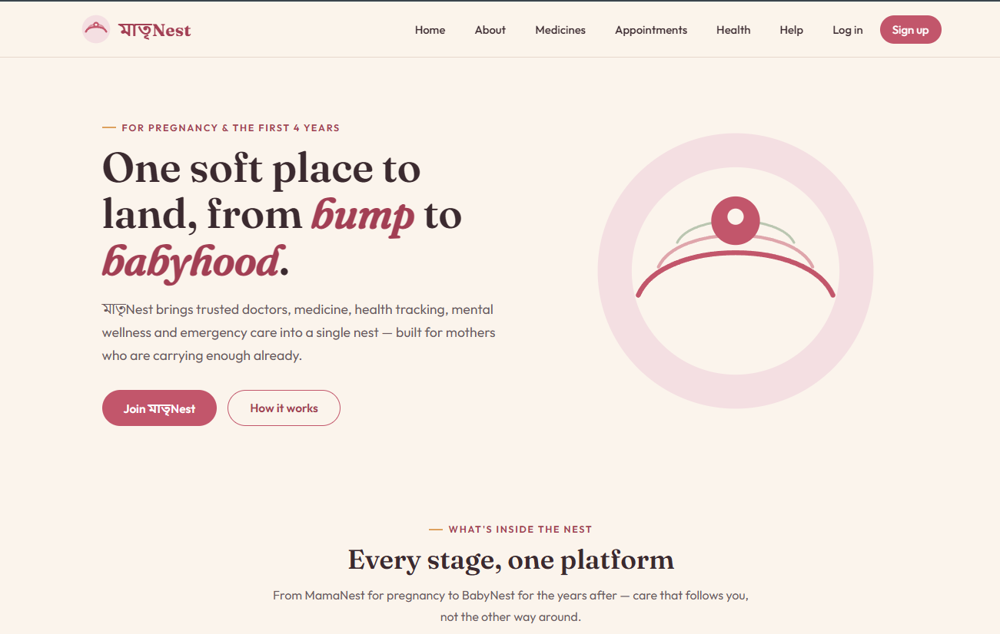 মাতৃNest
Home About Medicines Appointments Health Help Log in Sign up
FOR PREGNANCY & THE FIRST 4 YEARS
One soft place to
land, from bump to
babyhood.
মাতৃNest brings trusted doctors, medicine, health tracking, mental
wellness and emergency care into a single nest — built for mothers
who are carrying enough already.
Join মাতৃNest How it works
WHAT'S INSIDE THE NEST
Every stage, one platform
From MamaNest for pregnancy to BabyNest for the years after — care that follows you,
not the other way around.